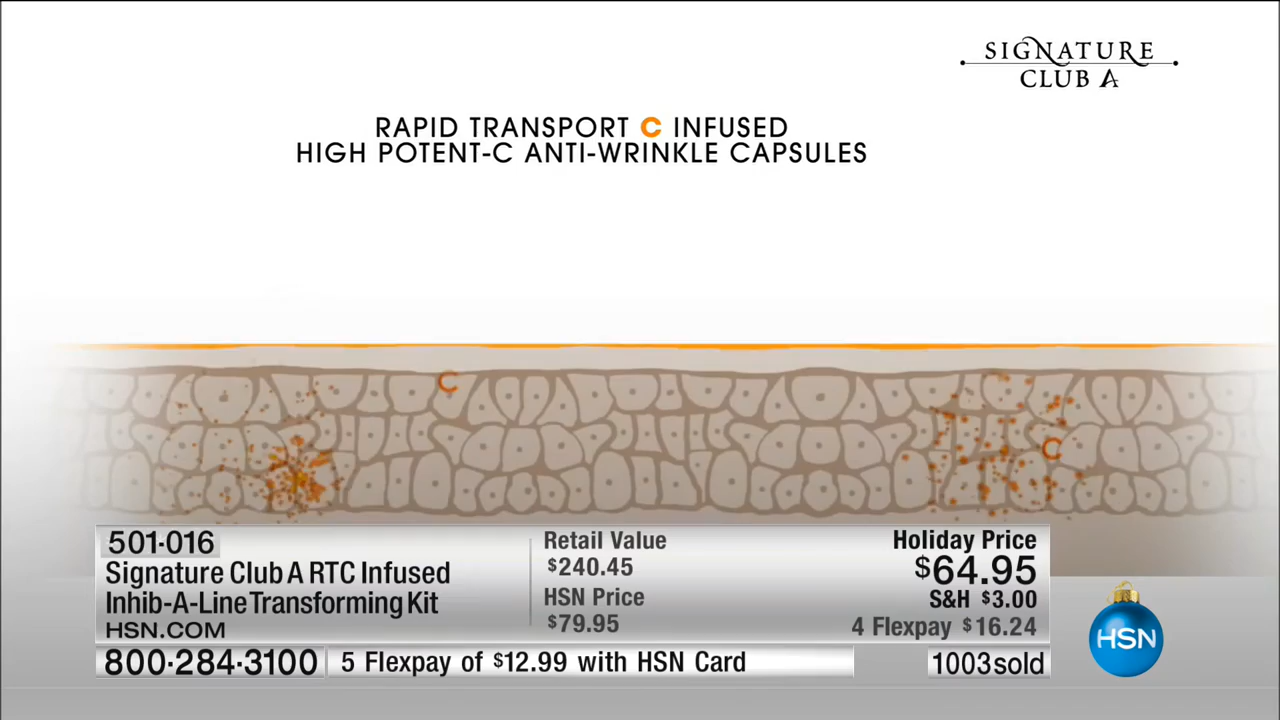 SIGNATURE
CLUB A
RAPID TRANSPORT C INFUSED
HIGH POTENT-C ANTI-WRINKLE CAPSULES
C
C
501-016
Signature Club A RTC Infused
Inhib-A-Line Transforming Kit
HSN.COM
Retail Value
$240.45
HSN Price
$79.95
Holiday Price
$64.95
S&H $3.00
4 Flexpay $16.24
HSN
800-284-3100
5 Flexpay of $12.99 with HSN Card
1003 sold